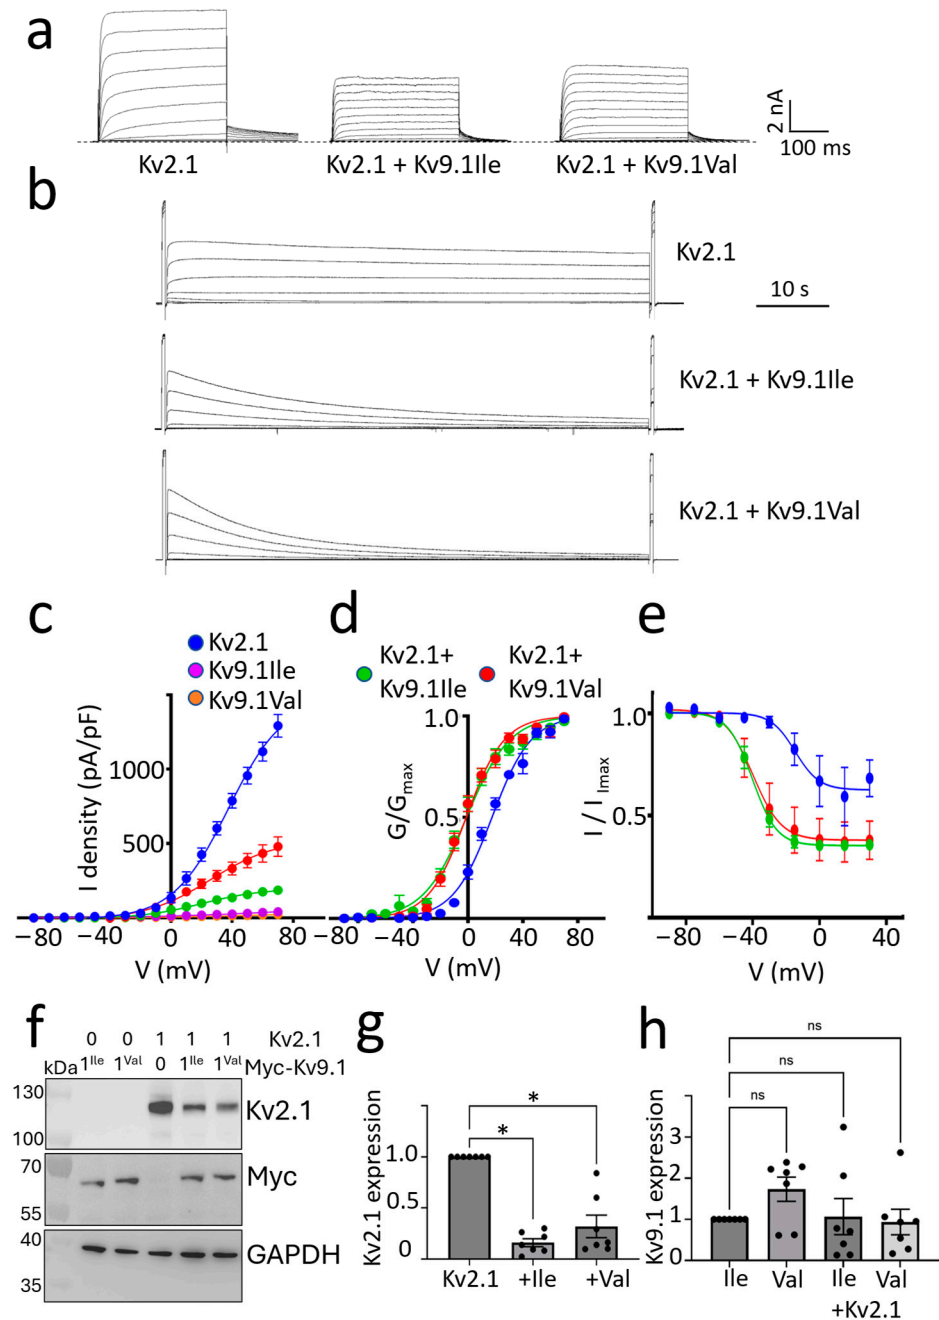 a
Kv2.1
Kv2.1 + Kv9.1Ile
Kv2.1 + Kv9.1Val
2 nA
100 ms
b
Kv2.1
10 s
Kv2.1 + Kv9.1Ile
Kv2.1 + Kv9.1Val
c
Kv2.1
Kv9.1Ile
Kv9.1Val
I density (pA/pF)
1000
500
−80 −40 0 40 80
V (mV)
d
Kv2.1+
Kv9.1Ile
Kv2.1+
Kv9.1Val
G/Gmax
1.0
0.5
−80 −40 0 40 80
V (mV)
e
I / IImax
1.0
0.5
−80 −40 0 40
V (mV)
f
0 0 1 1 1 Kv2.1
kDa 1Ile 1Val 0 1Ile 1Val Myc-Kv9.1
130
100
Kv2.1
70
55
Myc
40
35
GAPDH
g
Kv2.1 expression
1.0
0.5
0
* *
Kv2.1 +Ile +Val
h
Kv9.1 expression
3
2
1
0
ns
ns
ns
Ile Val Ile Val
+Kv2.1